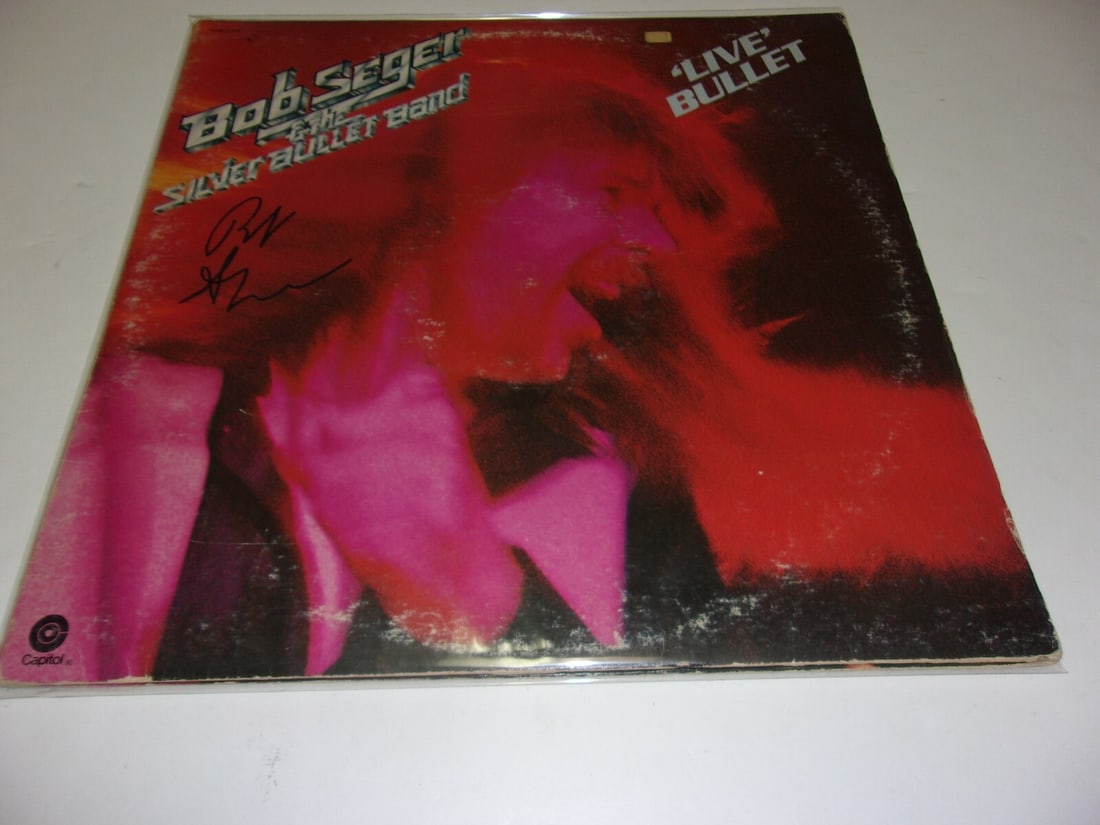 Bob Seger
& THE
SILVER BULLET BAND
'LIVE'
BULLET
Capitol®